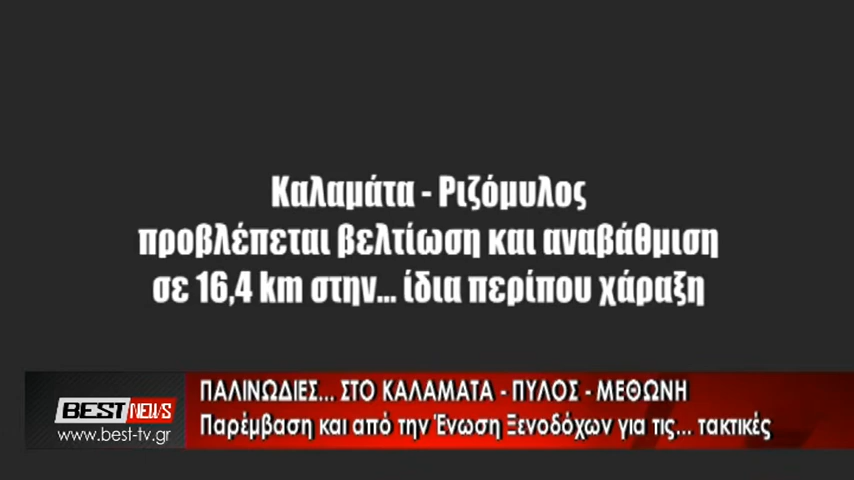 Καλαμάτα - Ριζόμυλος
προβλέπεται βελτίωση και αναβάθμιση
σε 16,4 km στην... ίδια περίπου χάραξη
ΠΑΛΙΝΩΔΙΕΣ... ΣΤΟ ΚΑΛΑΜΑΤΑ - ΠΥΛΟΣ - ΜΕΘΩΝΗ
Παρέμβαση και από την Ένωση Ξενοδόχων για τις... τακτικές
BEST NEWS
www.best-tv.gr